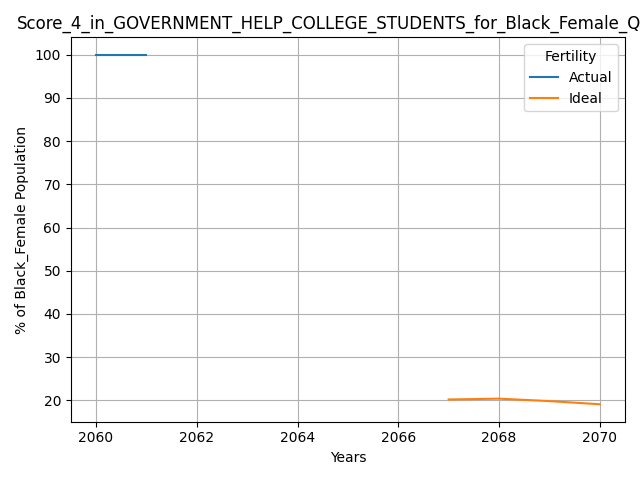 Score_4_in_GOVERNMENT_HELP_COLLEGE_STUDENTS_for_Black_Female_Q
Fertility
Actual
Ideal
100
90
80
70
60
50
40
30
20
% of Black_Female Population
2060 2062 2064 2066 2068 2070
Years